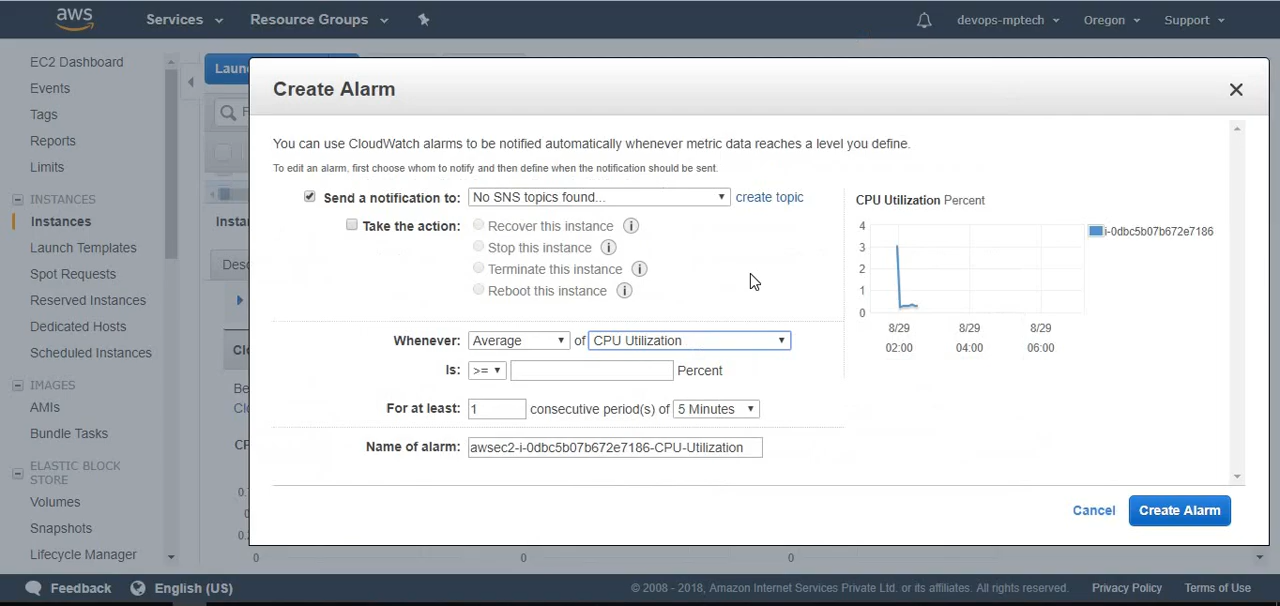 aws Services Resource Groups devops-mptech Oregon Support
EC2 Dashboard
Events
Tags
Reports
Limits
INSTANCES
Instances
Launch Templates
Spot Requests
Reserved Instances
Dedicated Hosts
Scheduled Instances
IMAGES
AMIs
Bundle Tasks
ELASTIC BLOCK
STORE
Volumes
Snapshots
Lifecycle Manager
Create Alarm
You can use CloudWatch alarms to be notified automatically whenever metric data reaches a level you define.
To edit an alarm, first choose whom to notify and then define when the notification should be sent.
Send a notification to: No SNS topics found... create topic
Take the action: Recover this instance
Stop this instance
Terminate this instance
Reboot this instance
Whenever: Average of CPU Utilization
Is: >= Percent
For at least: 1 consecutive period(s) of 5 Minutes
Name of alarm: awsec2-i-0dbc5b07b672e7186-CPU-Utilization
CPU Utilization Percent
4
3
2
1
0
8/29 8/29 8/29
02:00 04:00 06:00
i-0dbc5b07b672e7186
Cancel Create Alarm
0 0 0
Feedback English (US) © 2008 - 2018, Amazon Internet Services Private Ltd. or its affiliates. All rights reserved. Privacy Policy Terms of Use